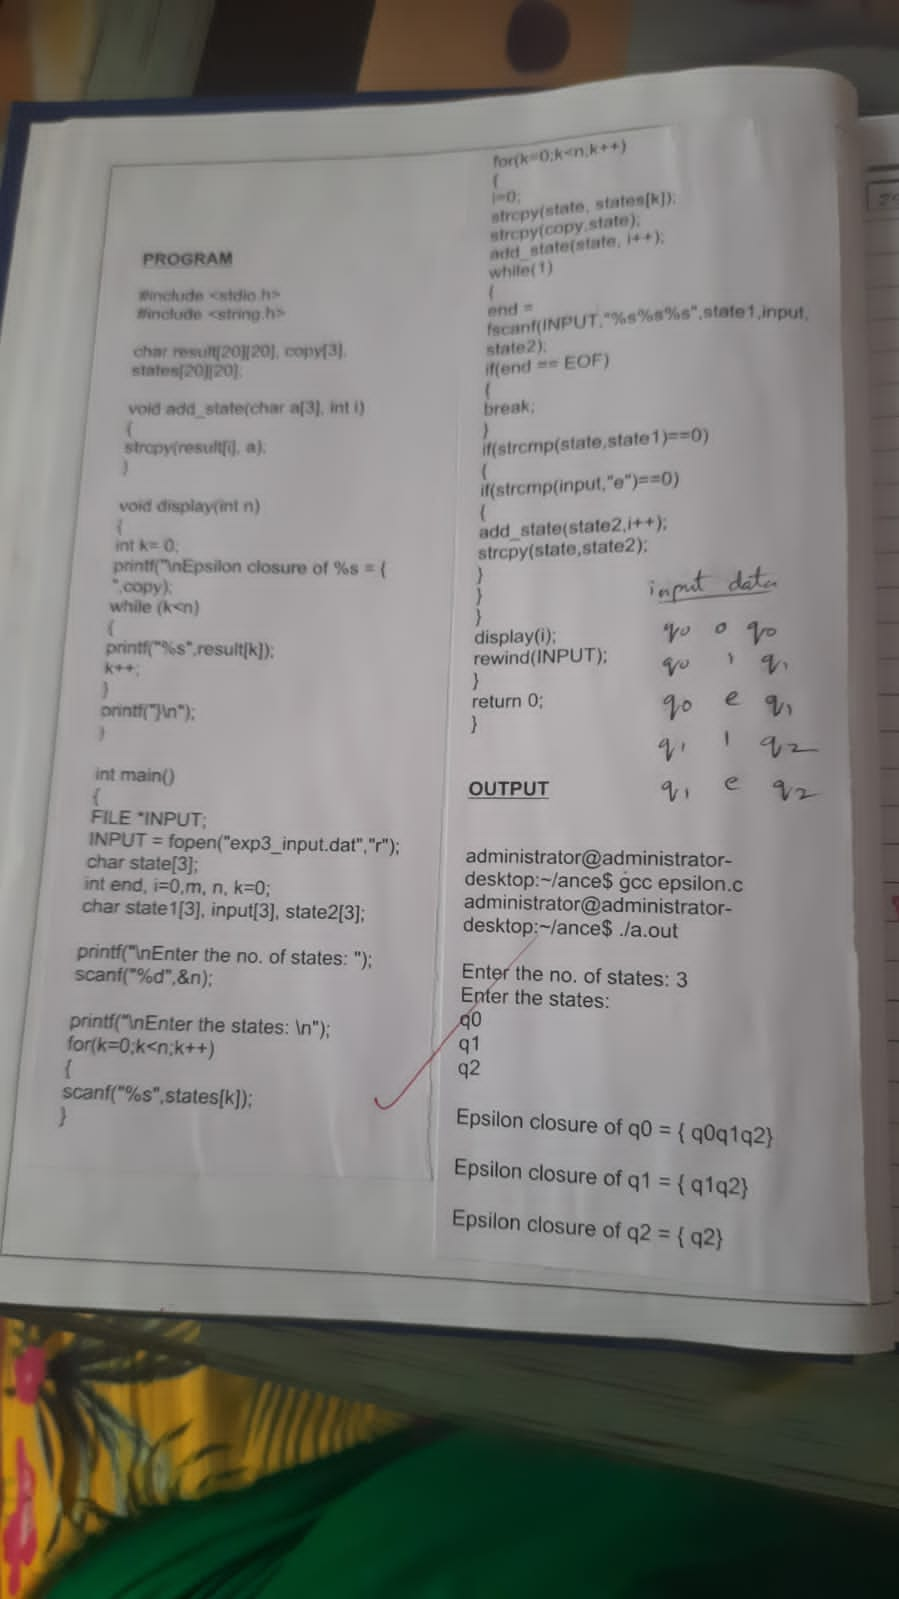 PROGRAM
#include <stdio.h>
#include <string.h>
char result[20][20], copy[3],
states[20][20];
void add_state(char a[3], int i)
{
strcpy(result[i], a);
}
void display(int n)
{
int k= 0;
printf("\nEpsilon closure of %s = {
",copy);
while (k<n)
{
printf("%s",result[k]);
k++;
}
printf("}\n");
}
int main()
{
FILE *INPUT;
INPUT = fopen("exp3_input.dat","r");
char state[3];
int end, i=0,m, n, k=0;
char state1[3], input[3], state2[3];
printf("\nEnter the no. of states: ");
scanf("%d",&n);
printf("\nEnter the states: \n");
for(k=0;k<n;k++)
{
scanf("%s",states[k]);
}
for(k=0;k<n;k++)
{
i=0;
strcpy(state, states[k]);
strcpy(copy,state);
add_state(state, i++);
while(1)
{
end =
fscanf(INPUT,"%s%s%s",state1,input,
state2);
if(end == EOF)
{
break;
}
if(strcmp(state,state1)==0)
{
if(strcmp(input,"e")==0)
{
add_state(state2,i++);
strcpy(state,state2);
}
}
}
display(i);
rewind(INPUT);
}
return 0;
}
input data
q0 0 q0
q0 1 q1
q0 e q1
q1 1 q2
q1 e q2
OUTPUT
administrator@administrator-
desktop:~/ance$ gcc epsilon.c
administrator@administrator-
desktop:~/ance$ ./a.out
Enter the no. of states: 3
Enter the states:
q0
q1
q2
Epsilon closure of q0 = { q0q1q2}
Epsilon closure of q1 = { q1q2}
Epsilon closure of q2 = { q2}